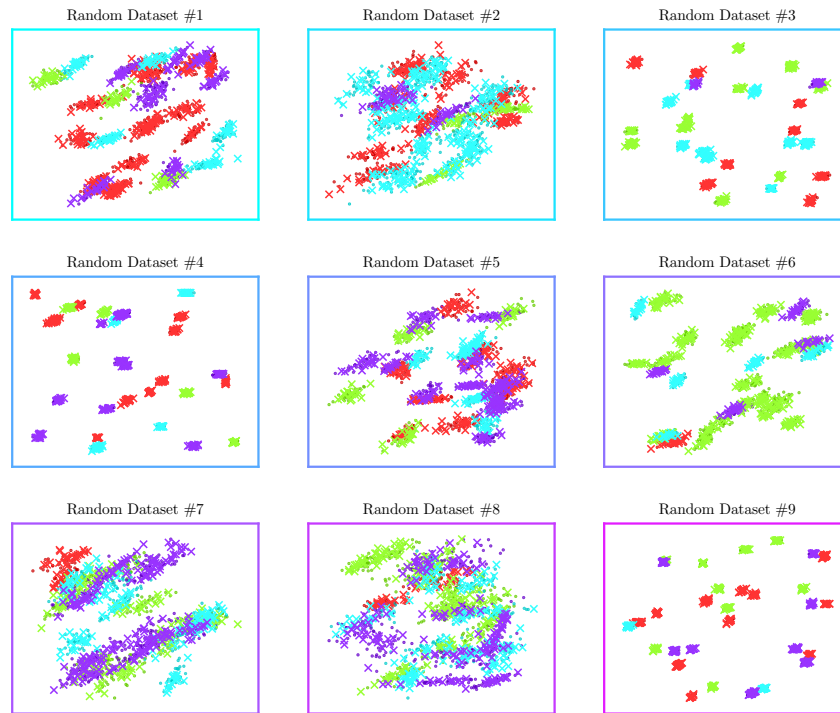 Random Dataset #1
Random Dataset #2
Random Dataset #3
Random Dataset #4
Random Dataset #5
Random Dataset #6
Random Dataset #7
Random Dataset #8
Random Dataset #9